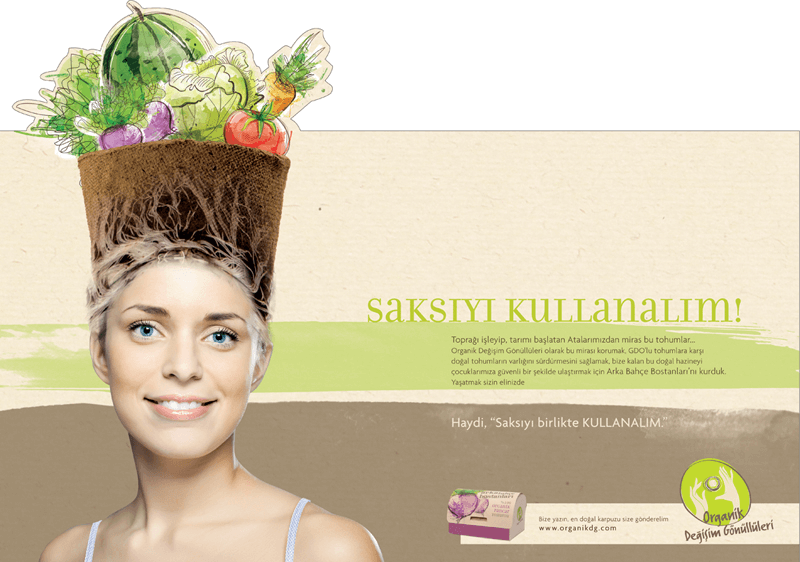 SAKSIYI KULLANALIM!
Toprağı işleyip, tarımı başlatan Atalarımızdan miras bu tohumlar...
Organik Değişim Gönüllüleri olarak bu mirası korumak, GDO'lu tohumlara karşı
doğal tohumların varlığını sürdürmesini sağlamak, bize kalan bu doğal hazineyi
çocuklarımıza güvenli bir şekilde ulaştırmak için Arka Bahçe Bostanları'nı kurduk.
Yaşatmak sizin elinizde
Haydi, "Saksıyı birlikte KULLANALIM."
Bize yazın, en doğal karpuzu size gönderelim
www.organikdg.com
Organik
Değişim Gönüllüleri